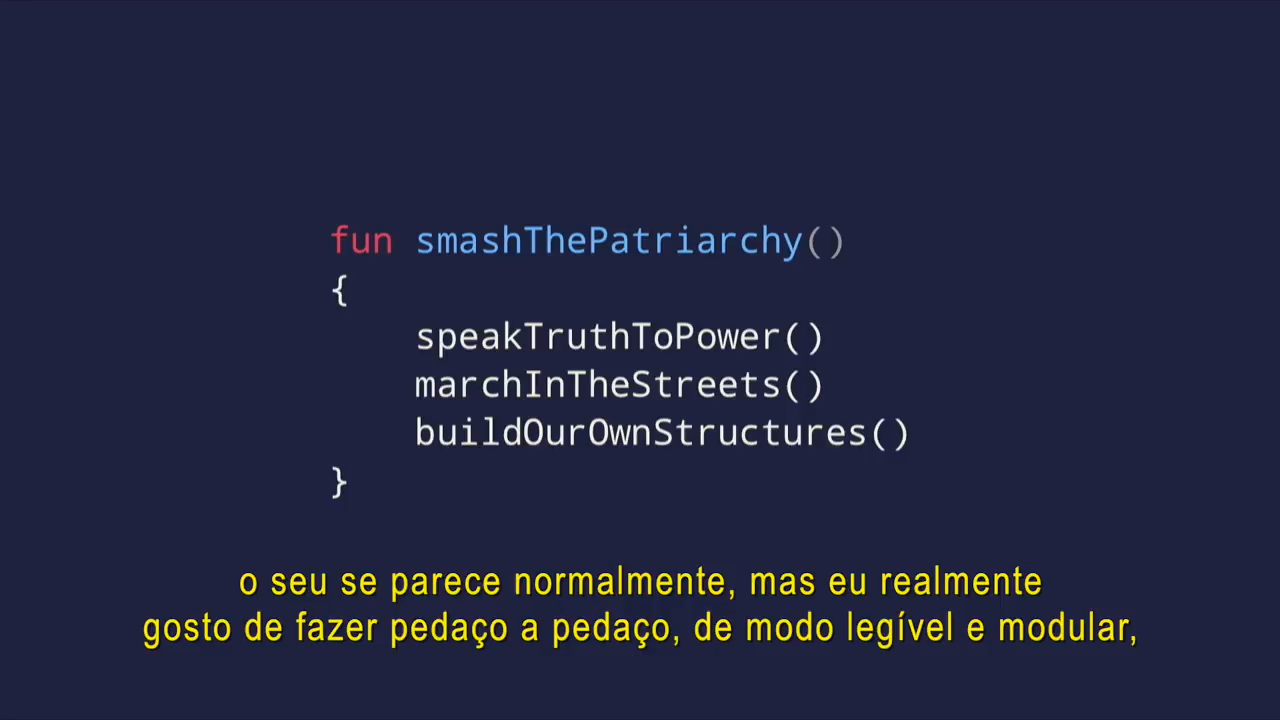 fun smashThePatriarchy()
{
    speakTruthToPower()
    marchInTheStreets()
    buildOurOwnStructures()
}
o seu se parece normalmente, mas eu realmente
gosto de fazer pedaço a pedaço, de modo legível e modular,